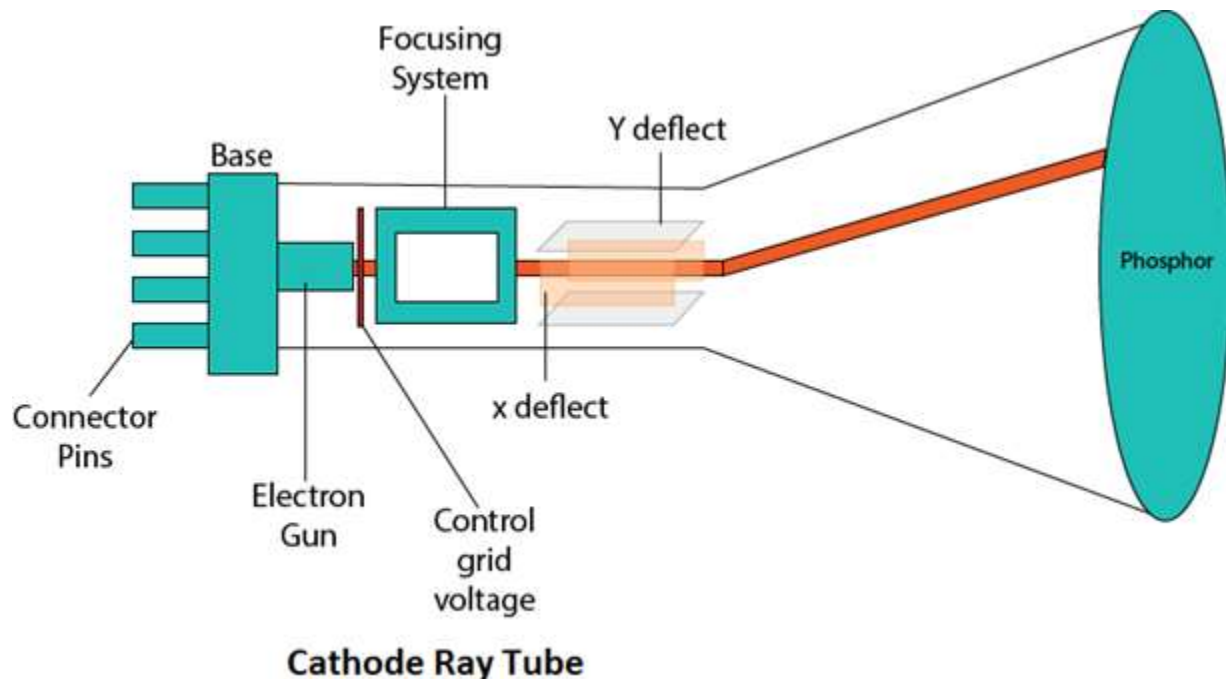 Focusing
System
Y deflect
Base
Phosphor
x deflect
Connector
Pins
Electron
Gun
Control
grid
voltage
Cathode Ray Tube